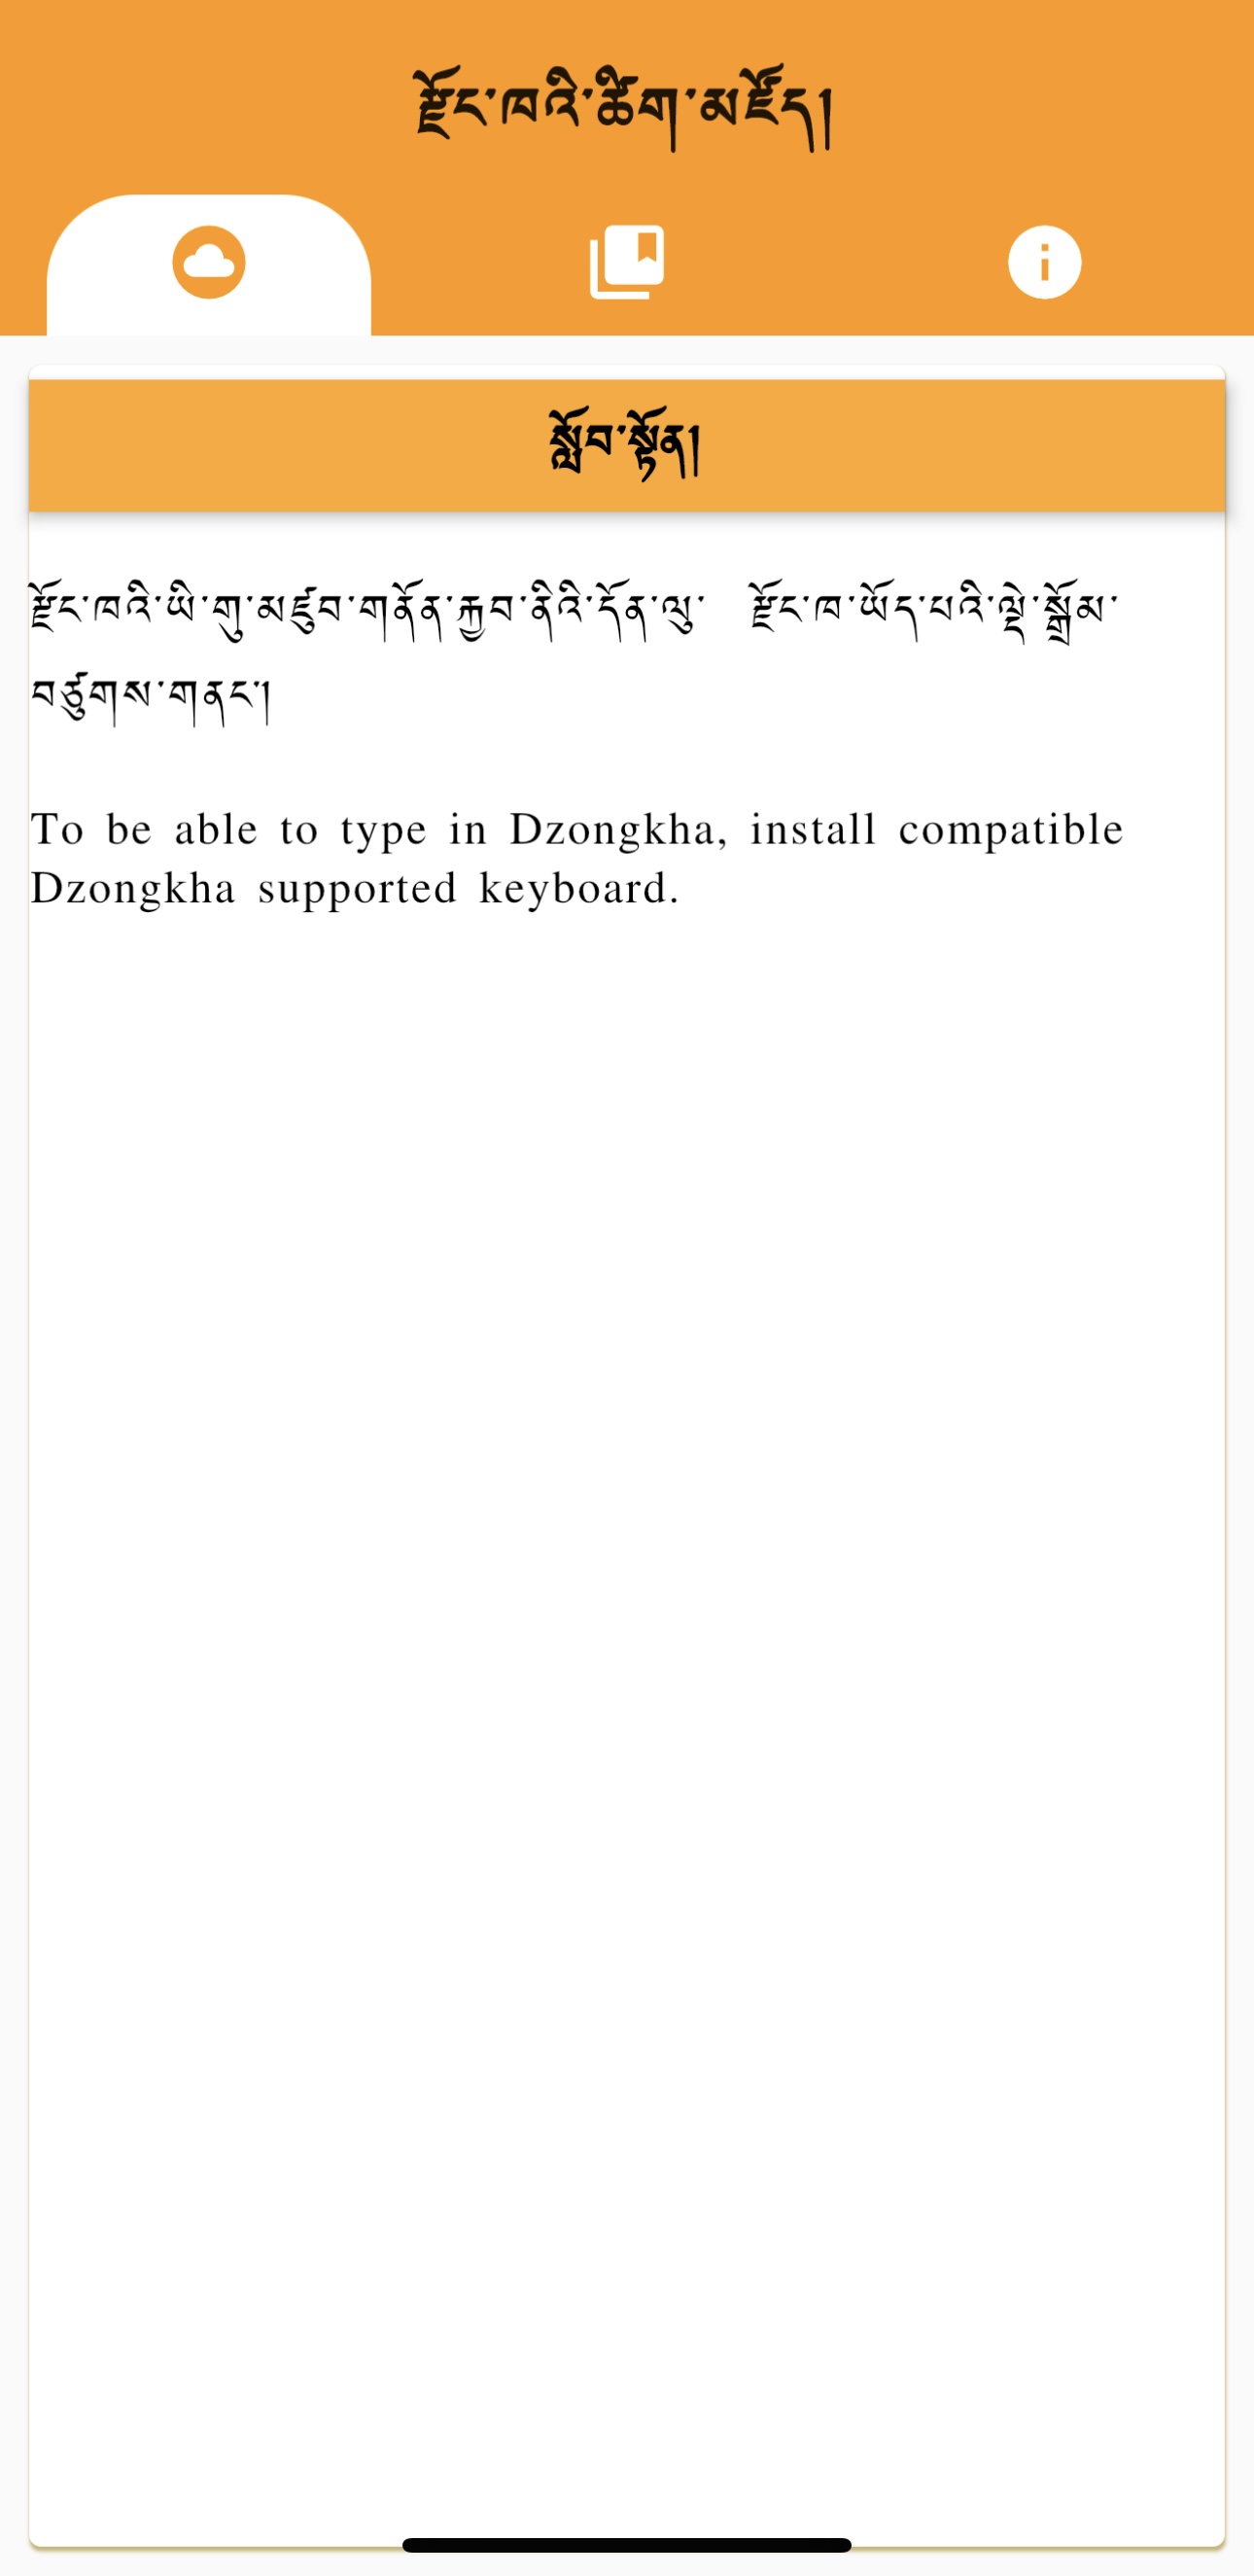 རྫོང་ཁའི་ཚིག་མཛོད།
སློབ་སྟོན།
རྫོང་ཁའི་ཡི་གུ་མཛུབ་གནོན་རྐྱབ་ནིའི་དོན་ལུ་ རྫོང་ཁ་ཡོད་པའི་ལྡེ་སྒྲོམ་
བཙུགས་གནང་།
To be able to type in Dzongkha, install compatible
Dzongkha supported keyboard.